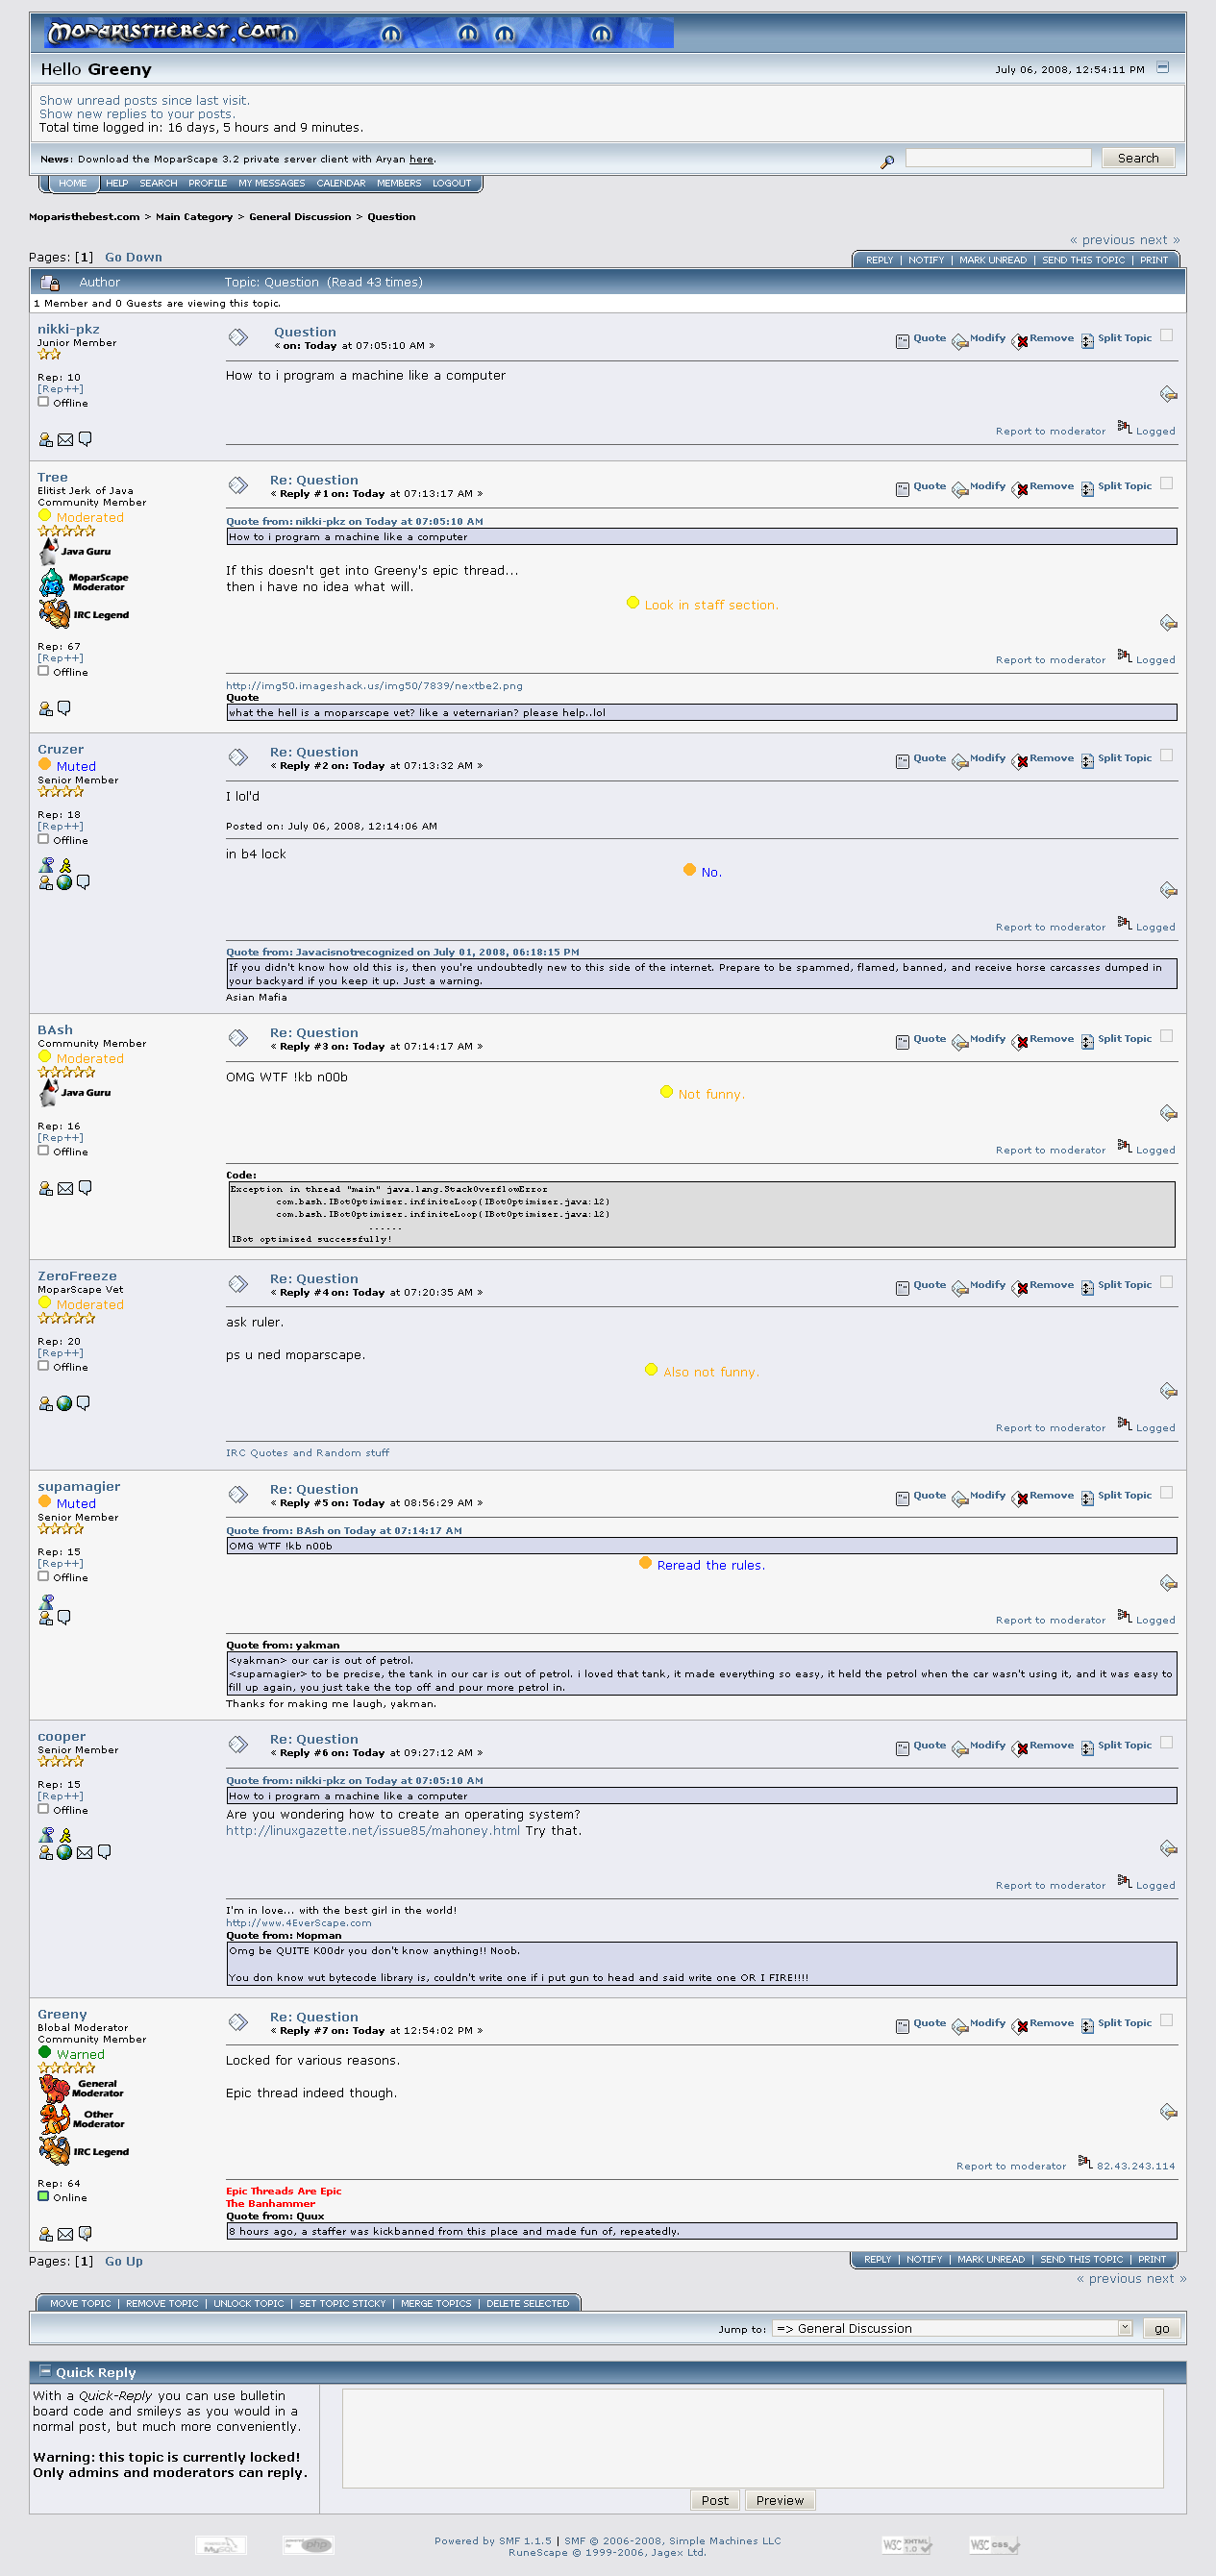 Moparisthebest.com
Hello Greeny
July 06, 2008, 12:54:11 PM
Show unread posts since last visit.
Show new replies to your posts.
Total time logged in: 16 days, 5 hours and 9 minutes.
News: Download the MoparScape 3.2 private server client with Aryan here.
Search
HOME HELP SEARCH PROFILE MY MESSAGES CALENDAR MEMBERS LOGOUT
Moparisthebest.com > Main Category > General Discussion > Question
« previous next »
Pages: [1] Go Down
REPLY | NOTIFY | MARK UNREAD | SEND THIS TOPIC | PRINT
Author Topic: Question (Read 43 times)
1 Member and 0 Guests are viewing this topic.
nikki-pkz
Junior Member
Rep: 10
[Rep++]
Offline
Question
« on: Today at 07:05:10 AM »
Quote Modify Remove Split Topic
How to i program a machine like a computer
Report to moderator Logged
Tree
Elitist Jerk of Java
Community Member
Moderated
Java Guru
MoparScape Moderator
IRC Legend
Rep: 67
[Rep++]
Offline
Re: Question
« Reply #1 on: Today at 07:13:17 AM »
Quote Modify Remove Split Topic
Quote from: nikki-pkz on Today at 07:05:10 AM
How to i program a machine like a computer
If this doesn't get into Greeny's epic thread...
then i have no idea what will.
Look in staff section.
Report to moderator Logged
http://img50.imageshack.us/img50/7839/nextbe2.png
Quote
what the hell is a moparscape vet? like a veternarian? please help..lol
Cruzer
Muted
Senior Member
Rep: 18
[Rep++]
Offline
Re: Question
« Reply #2 on: Today at 07:13:32 AM »
Quote Modify Remove Split Topic
I lol'd
Posted on: July 06, 2008, 12:14:06 AM
in b4 lock
No.
Report to moderator Logged
Quote from: Javacisnotrecognized on July 01, 2008, 06:18:15 PM
If you didn't know how old this is, then you're undoubtedly new to this side of the internet. Prepare to be spammed, flamed, banned, and receive horse carcasses dumped in
your backyard if you keep it up. Just a warning.
Asian Mafia
BAsh
Community Member
Moderated
Java Guru
Rep: 16
[Rep++]
Offline
Re: Question
« Reply #3 on: Today at 07:14:17 AM »
Quote Modify Remove Split Topic
OMG WTF !kb n00b
Not funny.
Report to moderator Logged
Code:
Exception in thread "main" java.lang.StackOverflowError
com.bash.IBotOptimizer.infiniteLoop(IBotOptimizer.java:12)
com.bash.IBotOptimizer.infiniteLoop(IBotOptimizer.java:12)
......
IBot optimized successfully!
ZeroFreeze
MoparScape Vet
Moderated
Rep: 20
[Rep++]
Offline
Re: Question
« Reply #4 on: Today at 07:20:35 AM »
Quote Modify Remove Split Topic
ask ruler.
ps u ned moparscape.
Also not funny.
Report to moderator Logged
IRC Quotes and Random stuff
supamagier
Muted
Senior Member
Rep: 15
[Rep++]
Offline
Re: Question
« Reply #5 on: Today at 08:56:29 AM »
Quote Modify Remove Split Topic
Quote from: BAsh on Today at 07:14:17 AM
OMG WTF !kb n00b
Reread the rules.
Report to moderator Logged
Quote from: yakman
<yakman> our car is out of petrol.
<supamagier> to be precise, the tank in our car is out of petrol. i loved that tank, it made everything so easy, it held the petrol when the car wasn't using it, and it was easy to
fill up again, you just take the top off and pour more petrol in.
Thanks for making me laugh, yakman.
cooper
Senior Member
Rep: 15
[Rep++]
Offline
Re: Question
« Reply #6 on: Today at 09:27:12 AM »
Quote Modify Remove Split Topic
Quote from: nikki-pkz on Today at 07:05:10 AM
How to i program a machine like a computer
Are you wondering how to create an operating system?
http://linuxgazette.net/issue85/mahoney.html Try that.
Report to moderator Logged
I'm in love... with the best girl in the world!
http://www.4EverScape.com
Quote from: Mopman
Omg be QUITE K00dr you don't know anything!! Noob.
You don know wut bytecode library is, couldn't write one if i put gun to head and said write one OR I FIRE!!!!
Greeny
Blobal Moderator
Community Member
Warned
General Moderator
Other Moderator
IRC Legend
Rep: 64
[Rep++]
Online
Re: Question
« Reply #7 on: Today at 12:54:02 PM »
Quote Modify Remove Split Topic
Locked for various reasons.
Epic thread indeed though.
Report to moderator 82.43.243.114
Epic Threads Are Epic
The Banhammer
Quote from: Quux
8 hours ago, a staffer was kickbanned from this place and made fun of, repeatedly.
Pages: [1] Go Up
REPLY | NOTIFY | MARK UNREAD | SEND THIS TOPIC | PRINT
« previous next »
MOVE TOPIC | REMOVE TOPIC | UNLOCK TOPIC | SET TOPIC STICKY | MERGE TOPICS | DELETE SELECTED
Jump to: => General Discussion go
Quick Reply
With a Quick-Reply you can use bulletin
board code and smileys as you would in a
normal post, but much more conveniently.
Warning: this topic is currently locked!
Only admins and moderators can reply.
Post Preview
MySQL
php
Powered by SMF 1.1.5 | SMF © 2006-2008, Simple Machines LLC
RuneScape © 1999-2006, Jagex Ltd.
W3C XHTML 1.0
W3C CSS